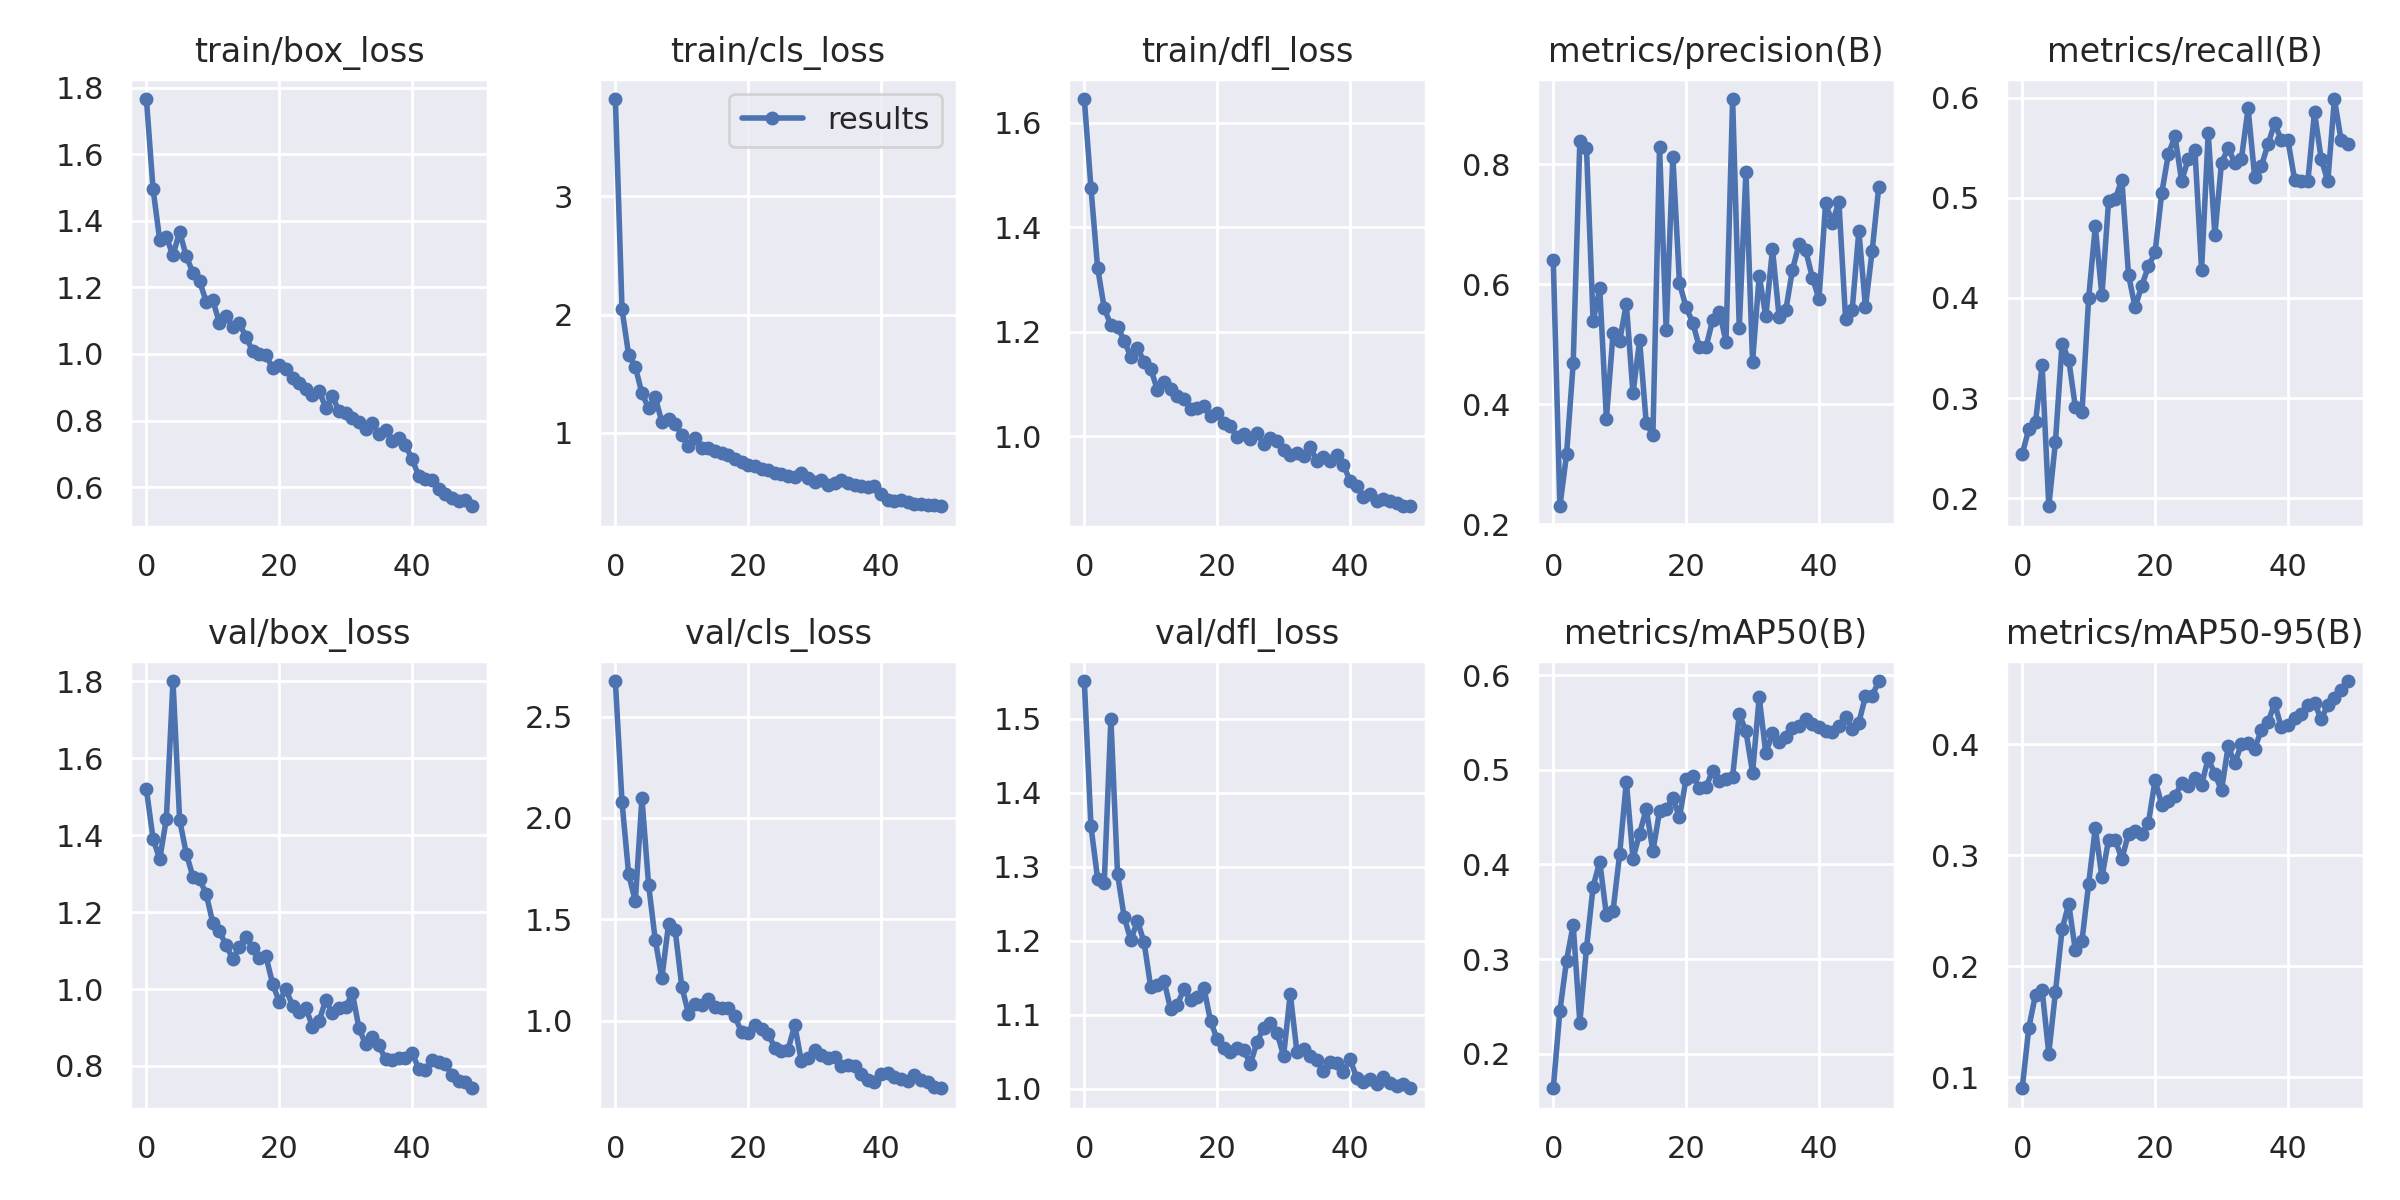 train/box_loss
1.8
1.6
1.4
1.2
1.0
0.8
0.6
0 20 40
train/cls_loss
results
3
2
1
0 20 40
train/dfl_loss
1.6
1.4
1.2
1.0
0 20 40
metrics/precision(B)
0.8
0.6
0.4
0.2
0 20 40
metrics/recall(B)
0.6
0.5
0.4
0.3
0.2
0 20 40
val/box_loss
1.8
1.6
1.4
1.2
1.0
0.8
0 20 40
val/cls_loss
2.5
2.0
1.5
1.0
0 20 40
val/dfl_loss
1.5
1.4
1.3
1.2
1.1
1.0
0 20 40
metrics/mAP50(B)
0.6
0.5
0.4
0.3
0.2
0 20 40
metrics/mAP50-95(B)
0.4
0.3
0.2
0.1
0 20 40